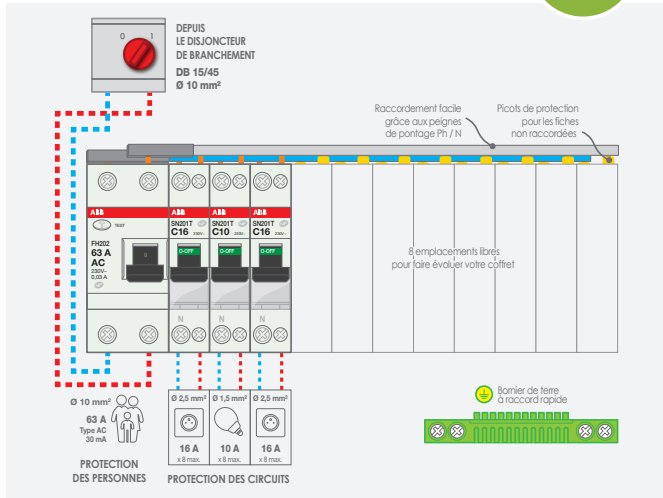 DEPUIS
LE DISJONCTEUR
DE BRANCHEMENT
DB 15/45
Ø 10 mm²
0 1
Raccordement facile
grâce aux peignes
de pontage Ph / N
Picots de protection
pour les fiches
non raccordées
ABB
TEST
FH202
63 A
AC
230V~
0,03 A
0
ABB
SN201T
C16
230V~
O-OFF
N
ABB
SN201T
C10
230V~
O-OFF
N
ABB
SN201T
C16
230V~
O-OFF
N
8 emplacements libres
pour faire évoluer votre coffret
Ø 10 mm²
63 A
Type AC
30 mA
PROTECTION
DES PERSONNES
Ø 2,5 mm²
16 A
x 8 max.
Ø 1,5 mm²
10 A
x 8 max.
Ø 2,5 mm²
16 A
x 8 max.
PROTECTION DES CIRCUITS
Bornier de terre
à raccord rapide